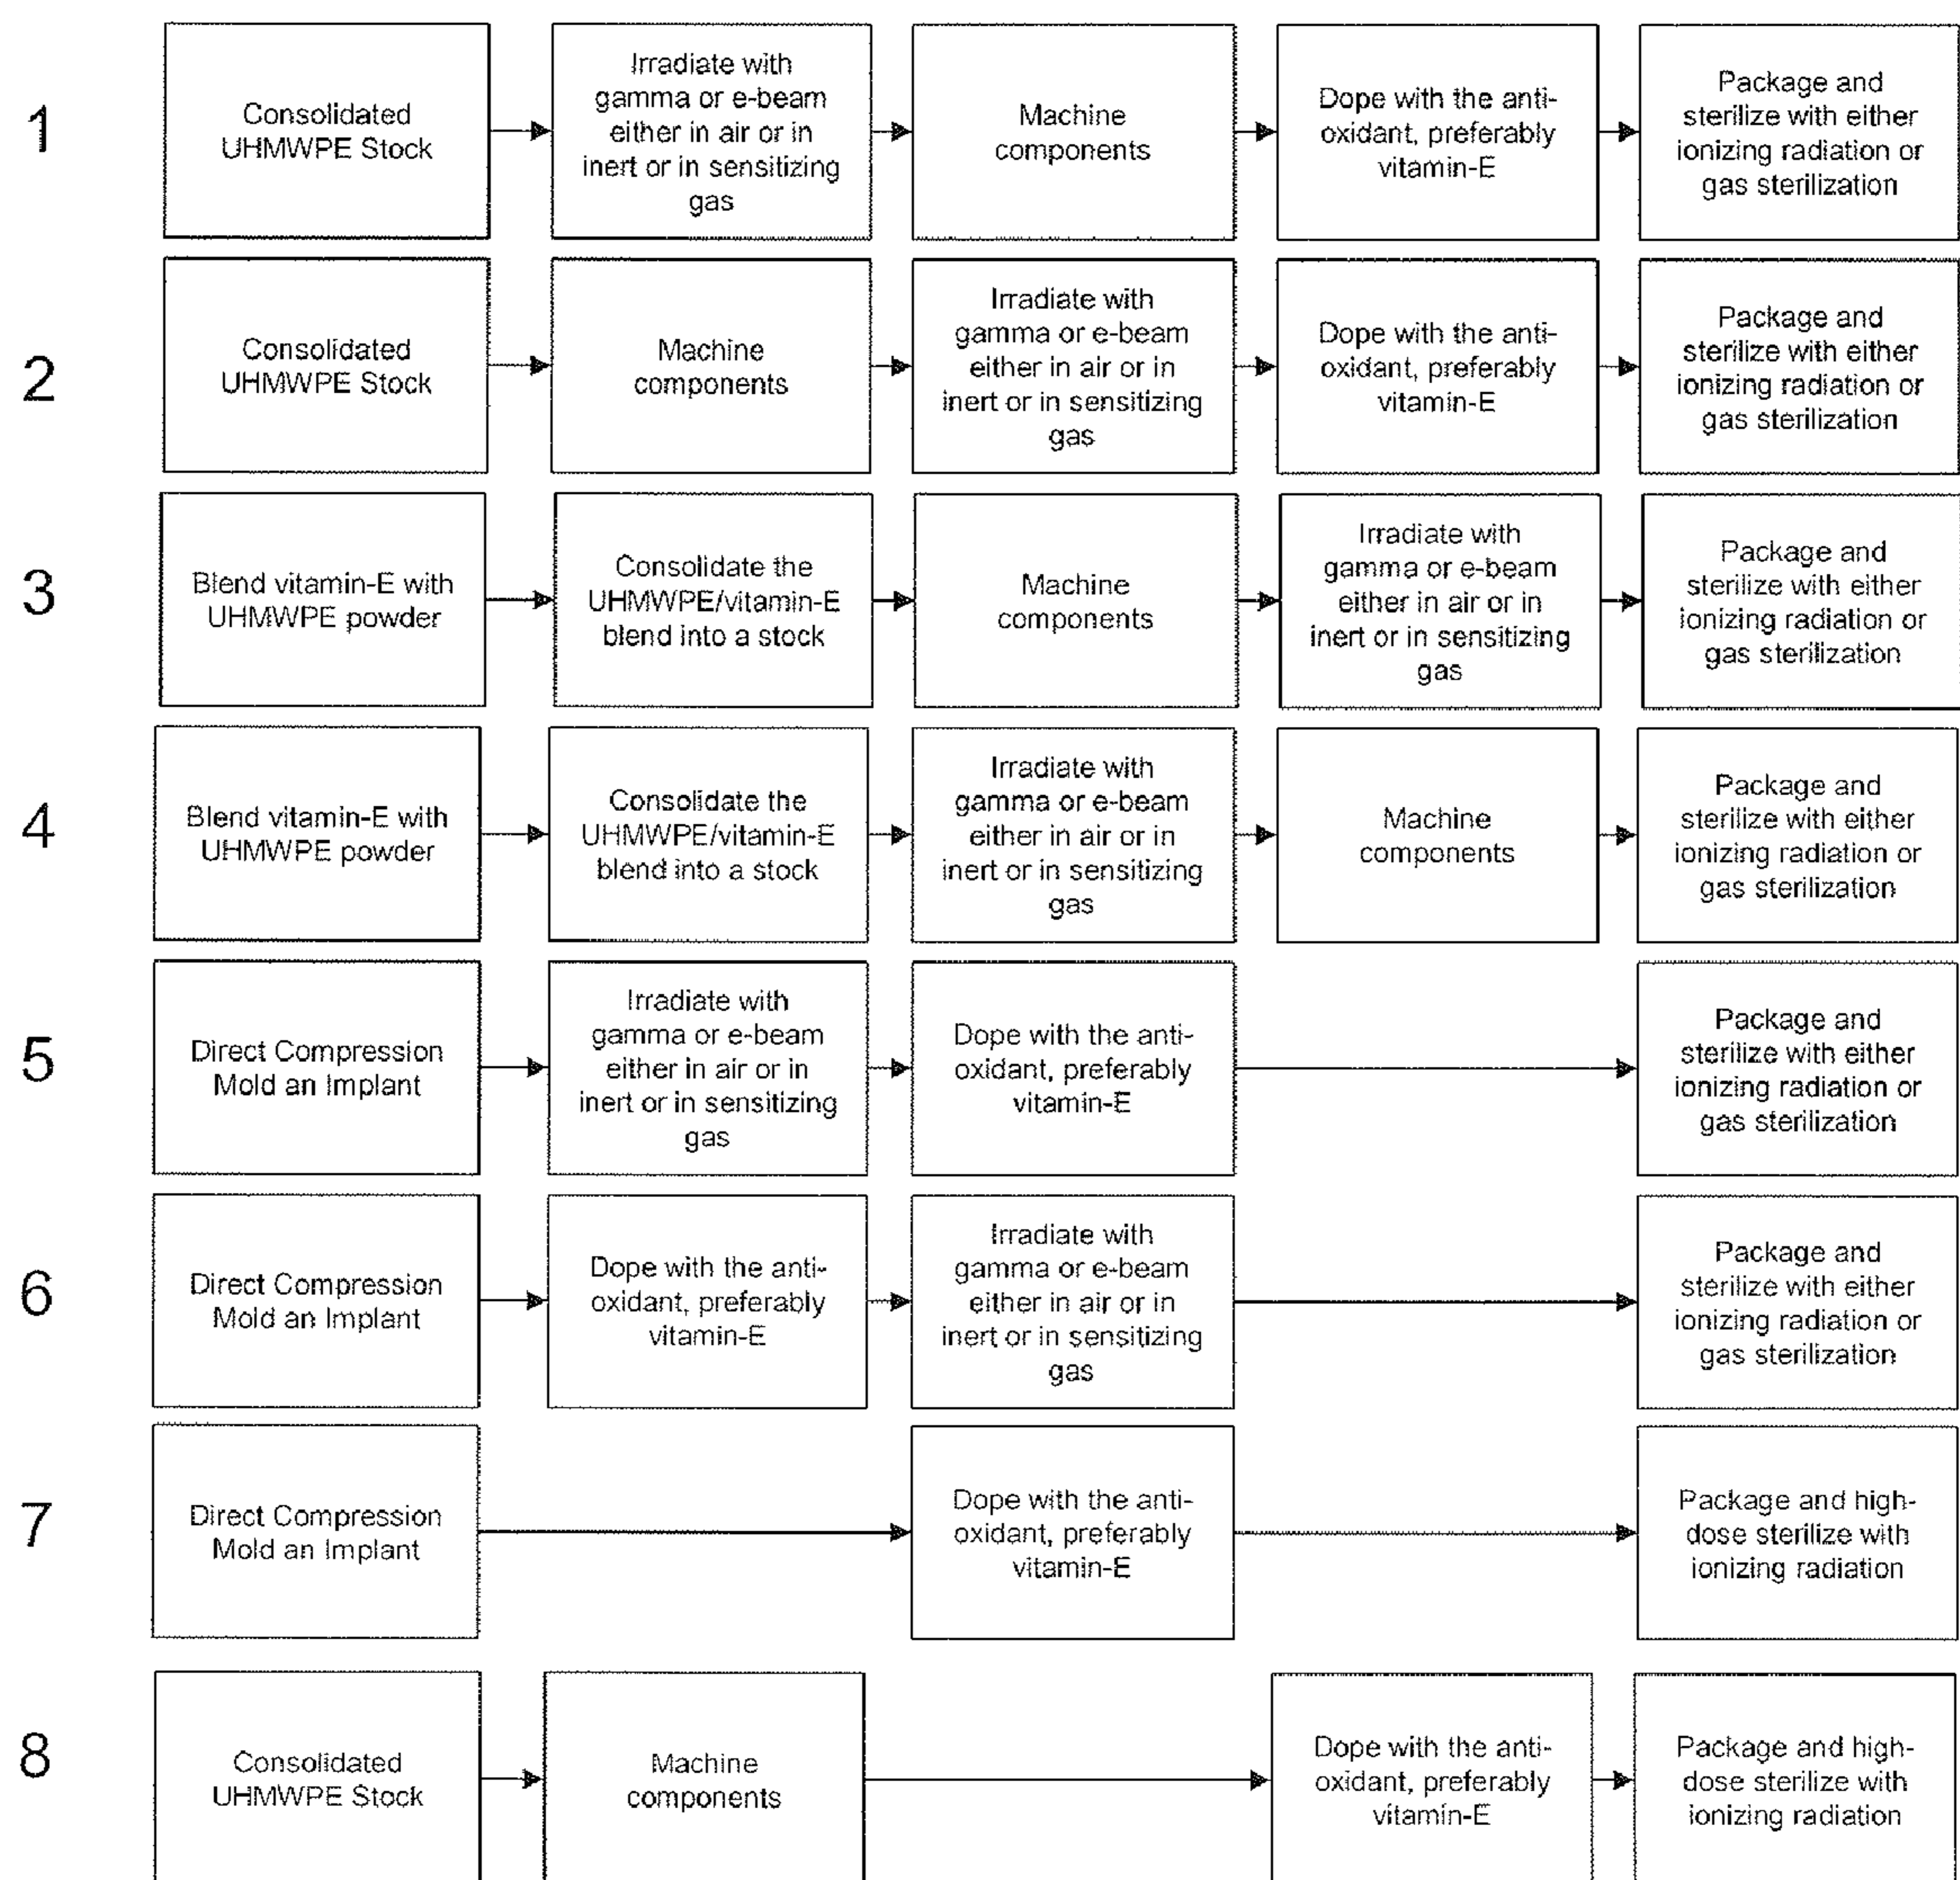 1
Consolidated
UHMWPE Stock
Irradiate with
gamma or e-beam
either in air or in
inert or in sensitizing
gas
Machine
components
Dope with the anti-
oxidant, preferably
vitamin-E
Package and
sterilize with either
ionizing radiation or
gas sterilization
2
Consolidated
UHMWPE Stock
Machine
components
Irradiate with
gamma or e-beam
either in air or in
inert or in sensitizing
gas
Dope with the anti-
oxidant, preferably
vitamin-E
Package and
sterilize with either
ionizing radiation or
gas sterilization
3
Blend vitamin-E with
UHMWPE powder
Consolidate the
UHMWPE/vitamin-E
blend into a stock
Machine
components
Irradiate with
gamma or e-beam
either in air or in
inert or in sensitizing
gas
Package and
sterilize with either
ionizing radiation or
gas sterilization
4
Blend vitamin-E with
UHMWPE powder
Consolidate the
UHMWPE/vitamin-E
blend into a stock
Irradiate with
gamma or e-beam
either in air or in
inert or in sensitizing
gas
Machine
components
Package and
sterilize with either
ionizing radiation or
gas sterilization
5
Direct Compression
Mold an Implant
Irradiate with
gamma or e-beam
either in air or in
inert or in sensitizing
gas
Dope with the anti-
oxidant, preferably
vitamin-E
Package and
sterilize with either
ionizing radiation or
gas sterilization
6
Direct Compression
Mold an Implant
Dope with the anti-
oxidant, preferably
vitamin-E
Irradiate with
gamma or e-beam
either in air or in
inert or in sensitizing
gas
Package and
sterilize with either
ionizing radiation or
gas sterilization
7
Direct Compression
Mold an Implant
Dope with the anti-
oxidant, preferably
vitamin-E
Package and high-
dose sterilize with
ionizing radiation
8
Consolidated
UHMWPE Stock
Machine
components
Dope with the anti-
oxidant, preferably
vitamin-E
Package and high-
dose sterilize with
ionizing radiation